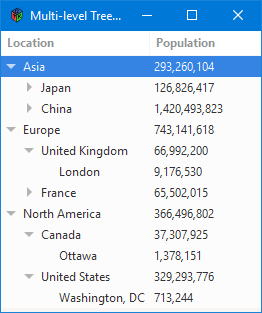 Multi-level Tree...
Location Population
Asia 293,260,104
Japan 126,826,417
China 1,420,493,823
Europe 743,141,618
United Kingdom 66,992,200
London 9,176,530
France 65,502,015
North America 366,496,802
Canada 37,307,925
Ottawa 1,378,151
United States 329,293,776
Washington, DC 713,244